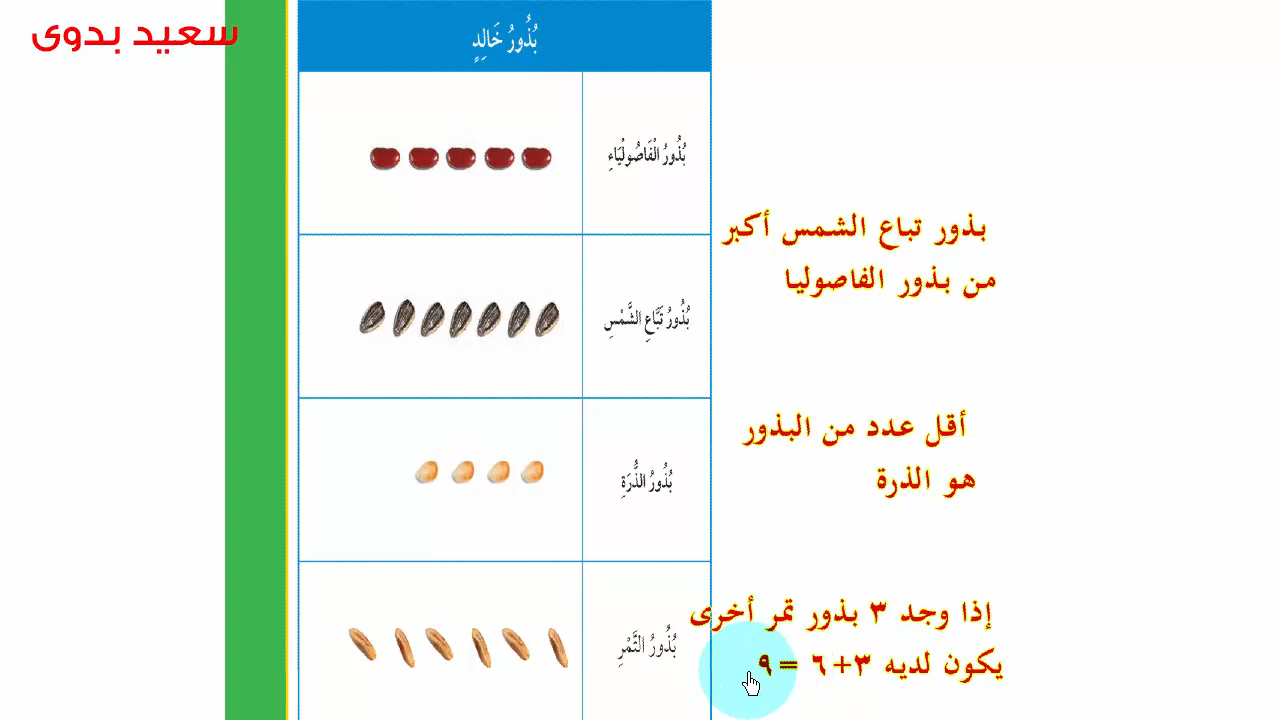 سعيد بدوى
بُذُورُ خَالِدٍ
بُذُورُ الْفَاصُولْيَاءِ
بذور تباع الشمس أكبر
من بذور الفاصوليا
بُذُورُ تَبَّاعِ الشَّمْسِ
أقل عدد من البذور
هو الذرة
بُذُورُ الذُّرَةِ
إذا وجد ٣ بذور تمر أخرى
يكون لديه ٣+٦ = ٩
بُذُورُ التَّمْرِ